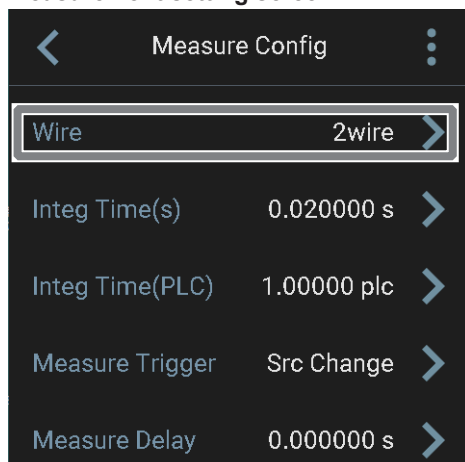 Measure Config
Wire 2wire
Integ Time(s) 0.020000 s
Integ Time(PLC) 1.00000 plc
Measure Trigger Src Change
Measure Delay 0.000000 s